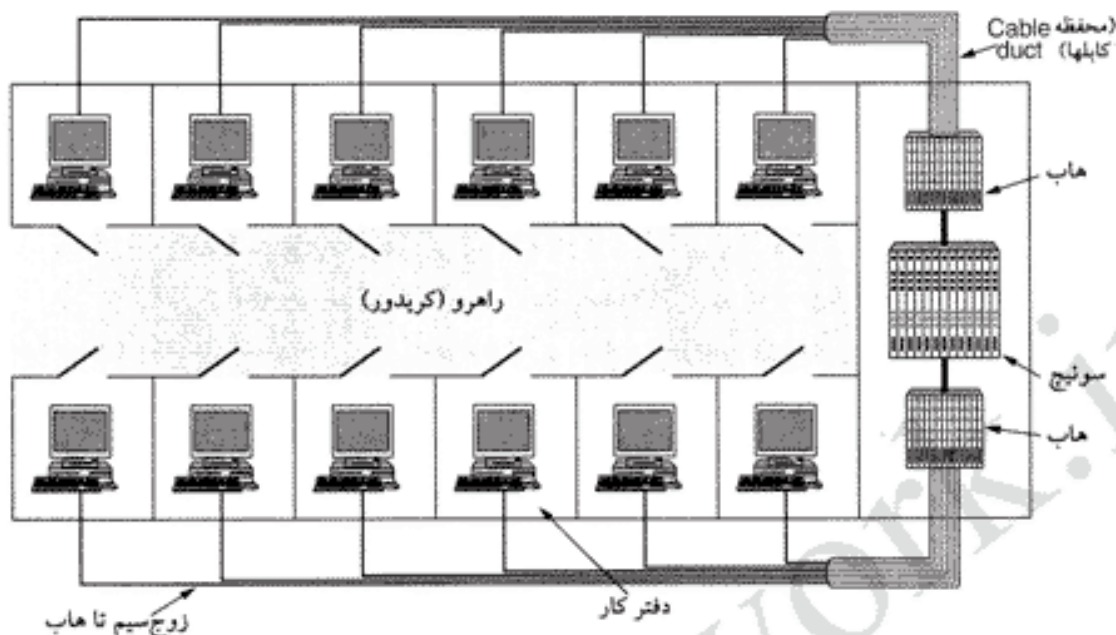 Cable (محفظه
duct کابلها)
هاب
راهرو (کریدور)
سوئیچ
هاب
دفتر کار
زوج‌سیم تا هاب